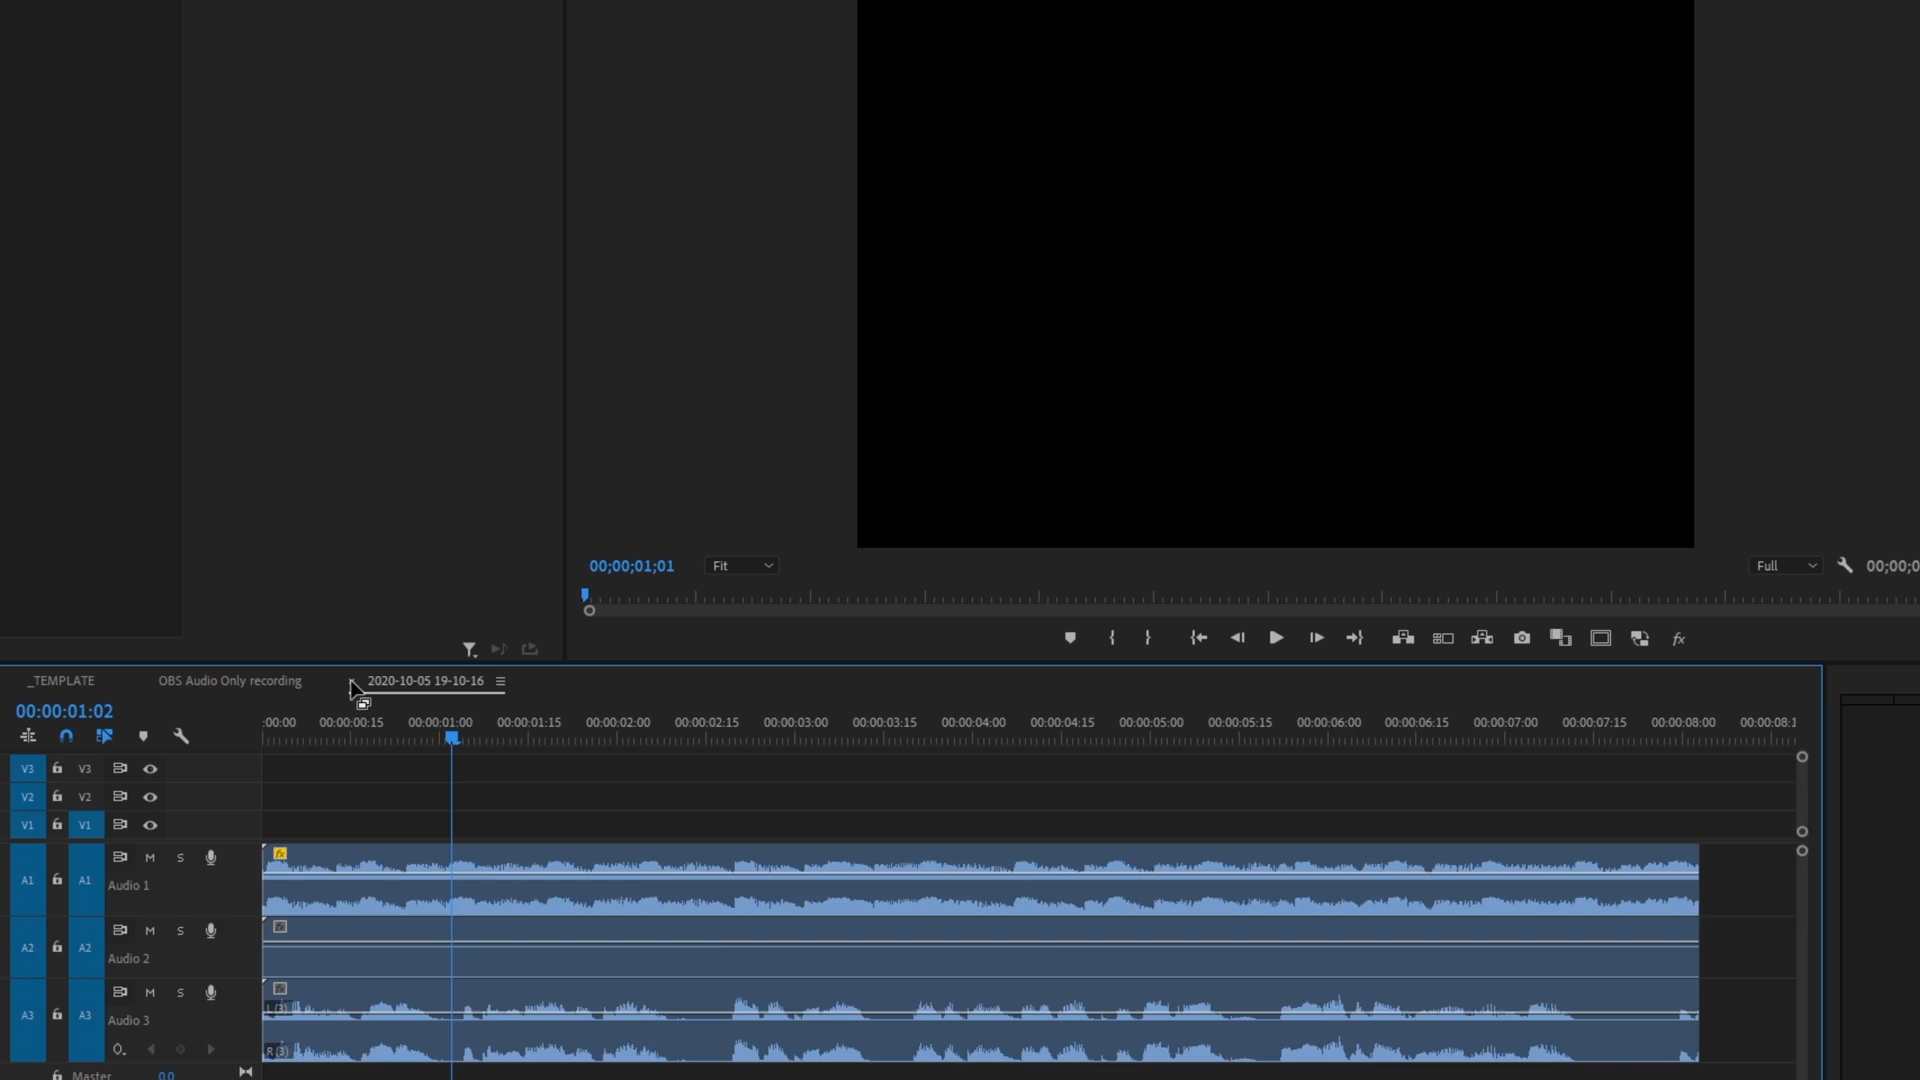 00;00;01;01 Fit Full 00;00;0
fx
_TEMPLATE OBS Audio Only recording 2020-10-05 19-10-16
00:00:01:02
:00:00 00:00:00:15 00:00:01:00 00:00:01:15 00:00:02:00 00:00:02:15 00:00:03:00 00:00:03:15 00:00:04:00 00:00:04:15 00:00:05:00 00:00:05:15 00:00:06:00 00:00:06:15 00:00:07:00 00:00:07:15 00:00:08:00 00:00:08:1
V3 V3
V2 V2
V1 V1
fx
A1 A1 M S
Audio 1
fx
A2 A2 M S
Audio 2
fx
A3 A3 M S
L (3)
Audio 3
R (3)
Master 0.0